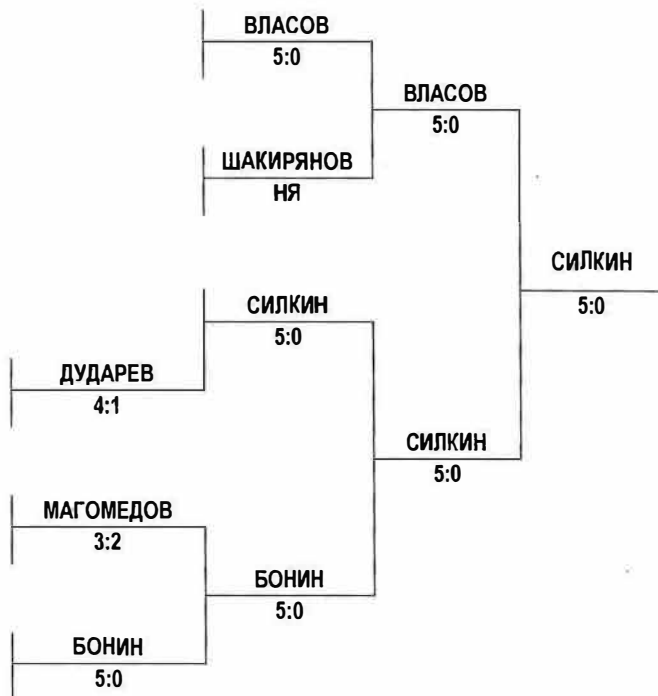 ВЛАСОВ
5:0
ВЛАСОВ
5:0
ШАКИРЯНОВ
НЯ
СИЛКИН
5:0
СИЛКИН
5:0
ДУДАРЕВ
4:1
СИЛКИН
5:0
МАГОМЕДОВ
3:2
БОНИН
5:0
БОНИН
5:0